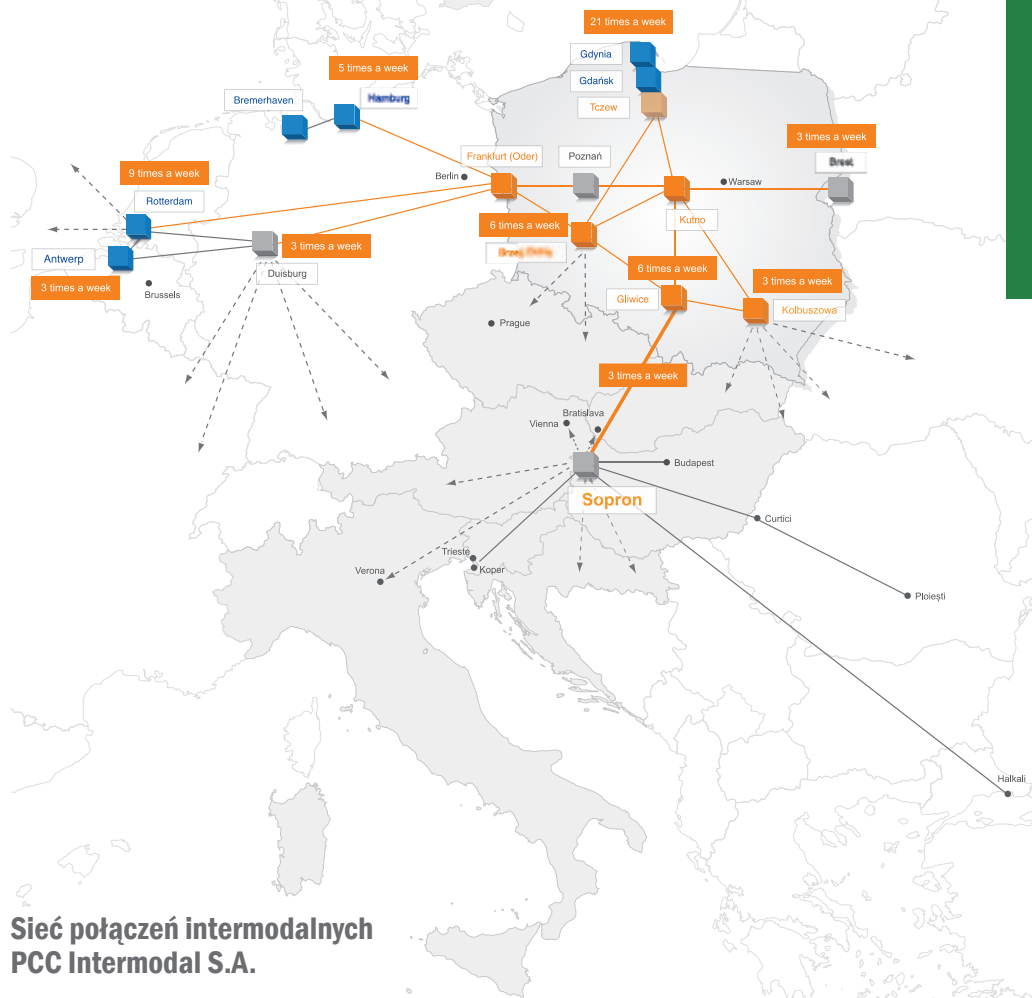 21 times a week
Gdynia
5 times a week
Gdańsk
Bremerhaven
Hamburg
Tczew
3 times a week
Frankfurt (Oder)
Poznań
Brest
9 times a week
Berlin
Warsaw
Rotterdam
Kutno
6 times a week
3 times a week
Antwerp
Duisburg
6 times a week
3 times a week
Brussels
Gliwice
3 times a week
Kolbuszowa
Prague
3 times a week
Bratislava
Vienna
Budapest
Sopron
Curtici
Trieste
Koper
Verona
Ploiești
Halkali
Sieć połączeń intermodalnych
PCC Intermodal S.A.